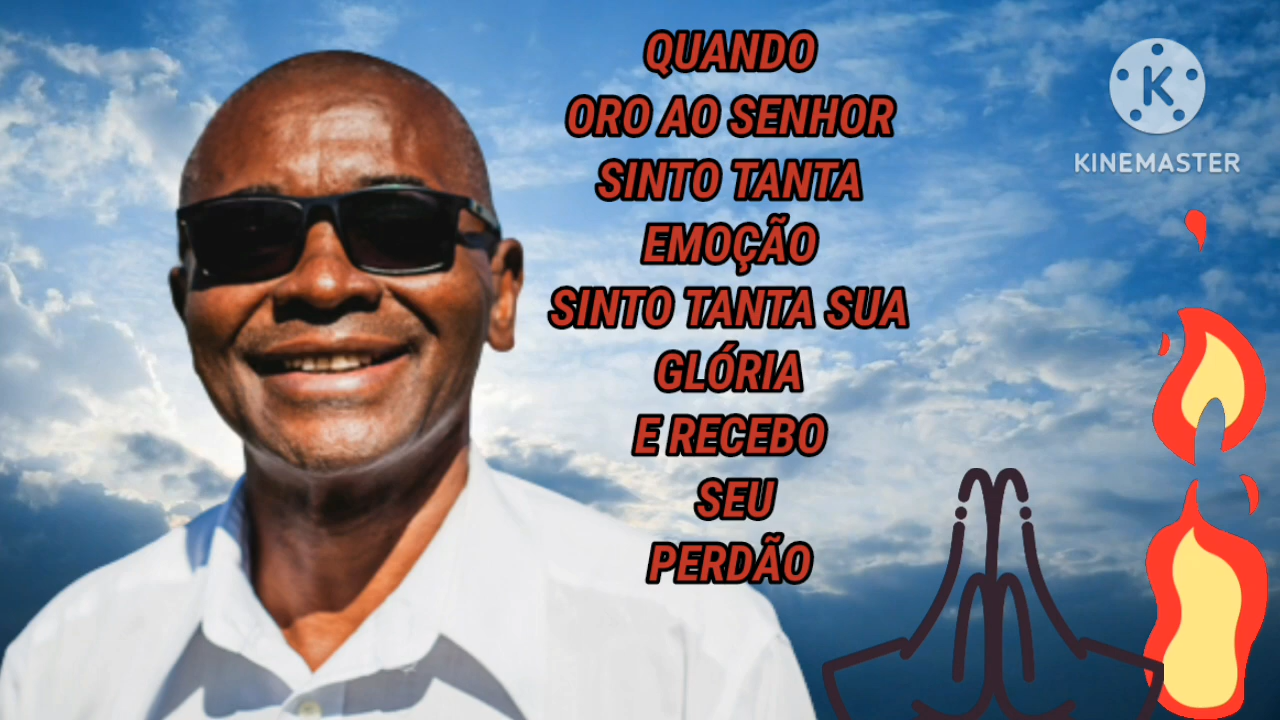 QUANDO
ORO AO SENHOR
SINTO TANTA
EMOÇÃO
SINTO TANTA SUA
GLÓRIA
E RECEBO
SEU
PERDÃO
K
KINEMASTER